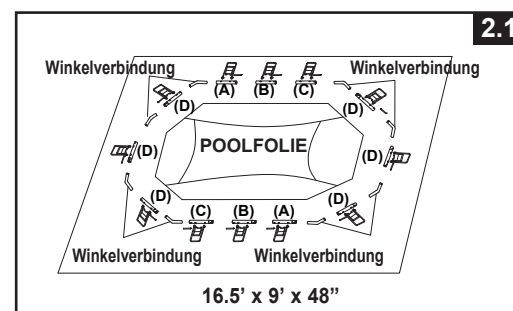 2.1
Winkelverbindung Winkelverbindung
(A) (B) (C)
(D) (D)
(D) POOLFOLIE (D)
(D) (D)
(C) (B) (A)
Winkelverbindung Winkelverbindung
16.5’ x 9’ x 48”